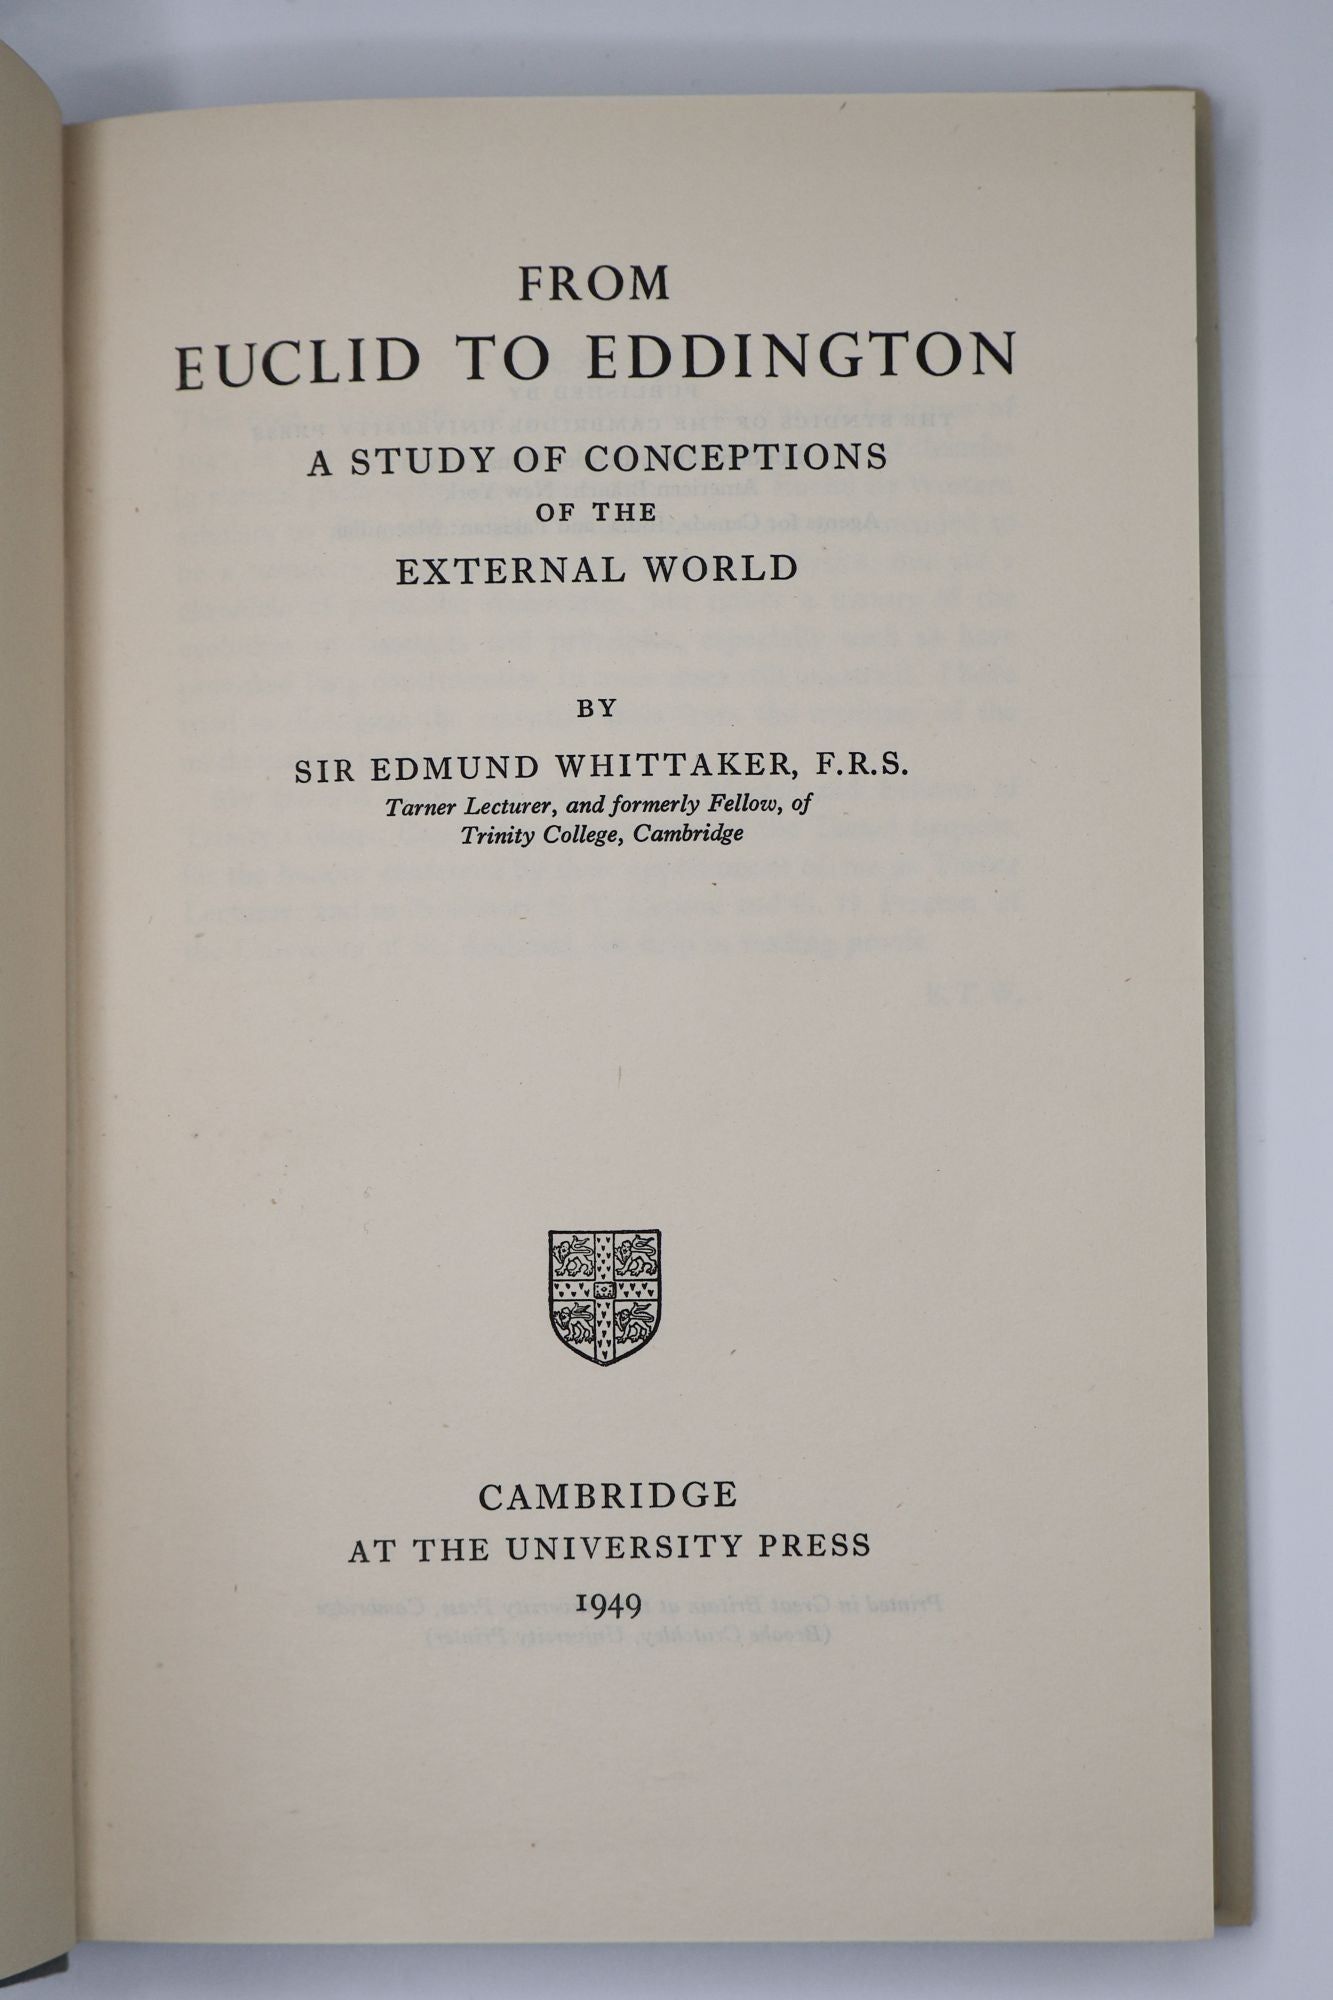 FROM
EUCLID TO EDDINGTON
A STUDY OF CONCEPTIONS
OF THE
EXTERNAL WORLD
BY
SIR EDMUND WHITTAKER, F.R.S.
Tarner Lecturer, and formerly Fellow, of
Trinity College, Cambridge
CAMBRIDGE
AT THE UNIVERSITY PRESS
1949